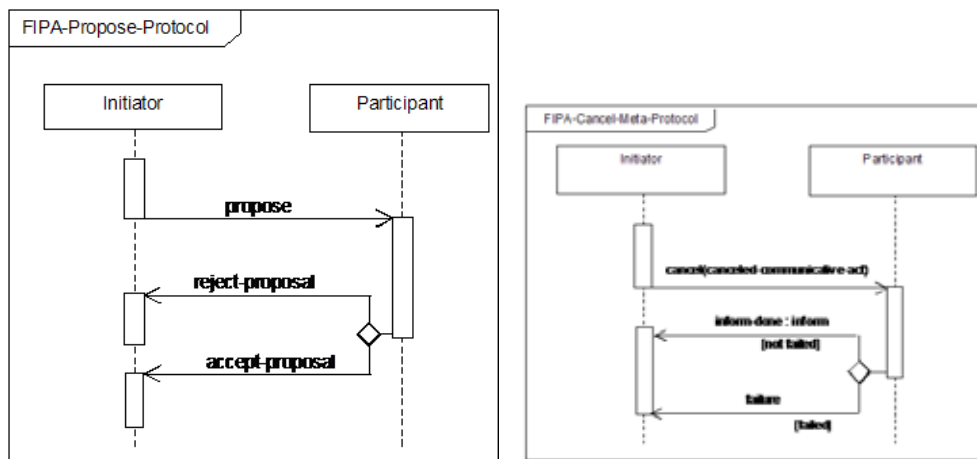 FIPA-Propose-Protocol
Initiator
Participant
propose
reject-proposal
accept-proposal
FIPA-Cancel-Meta-Protocol
Initiator
Participant
cancel(canceled-communicative-act)
inform-done : inform
[not failed]
failure
[failed]